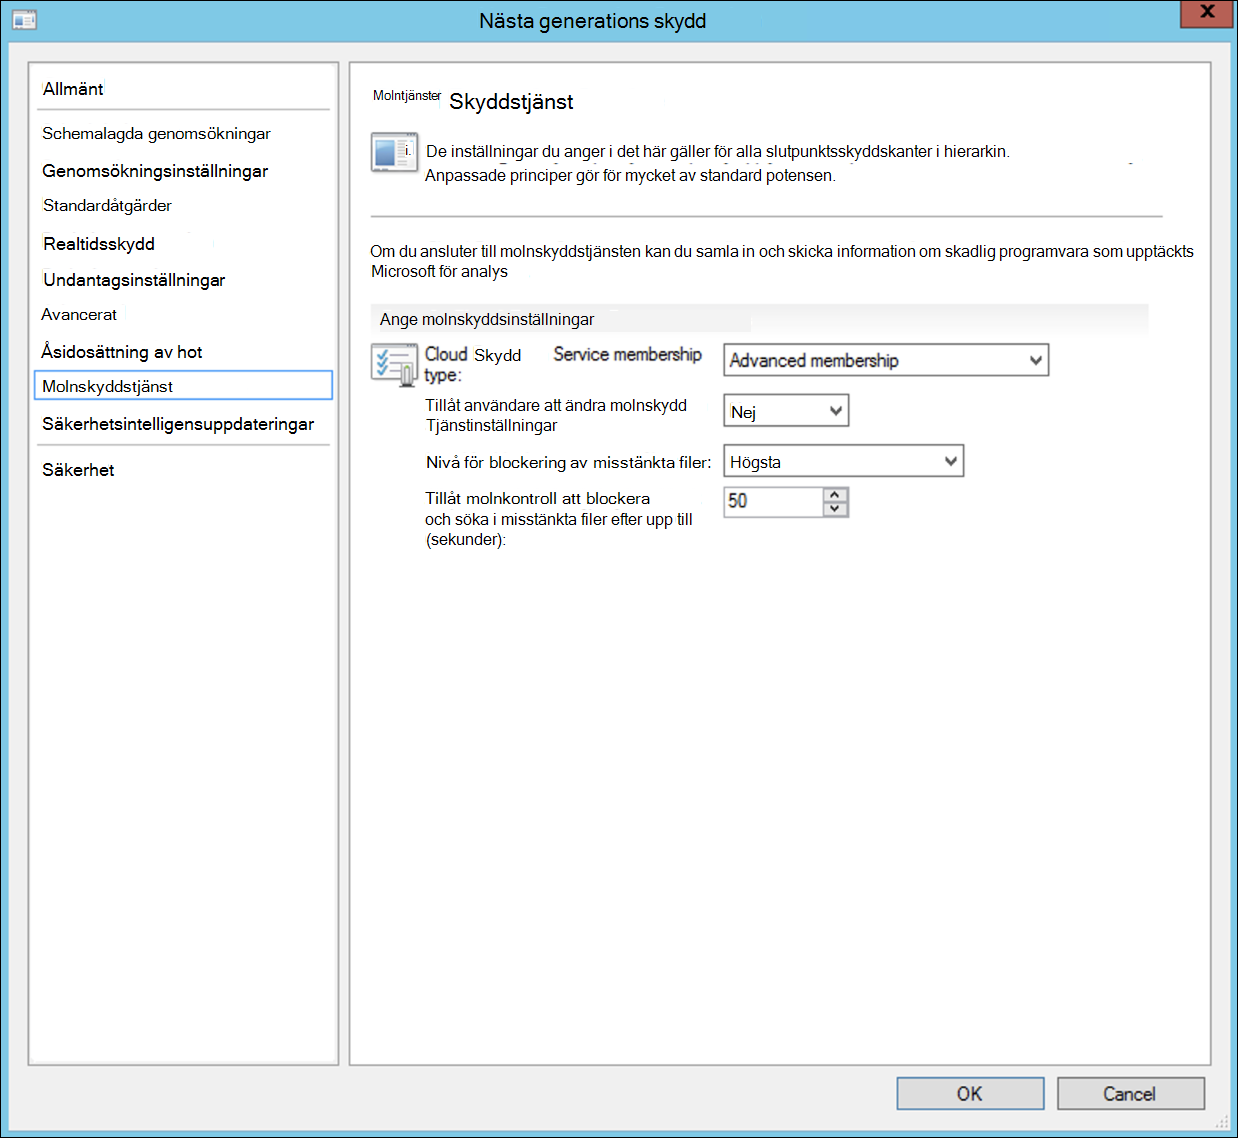 Nästa generations skydd
X
Allmänt
Schemalagda genomsökningar
Genomsökningsinställningar
Standardåtgärder
Realtidsskydd
Undantagsinställningar
Avancerat
Åsidosättning av hot
Molnskyddstjänst
Säkerhetsintelligensuppdateringar
Säkerhet
Molntjänster Skyddstjänst
De inställningar du anger i det här gäller för alla slutpunktsskyddskanter i hierarkin.
Anpassade principer gör för mycket av standard potensen.
Om du ansluter till molnskyddstjänsten kan du samla in och skicka information om skadlig programvara som upptäckts
Microsoft för analys
Ange molnskyddsinställningar
Cloud Skydd Service membership
type:
Advanced membership
Tillåt användare att ändra molnskydd
Tjänstinställningar
Nej
Nivå för blockering av misstänkta filer:
Högsta
Tillåt molnkontroll att blockera
och söka i misstänkta filer efter upp till
(sekunder):
50
OK
Cancel